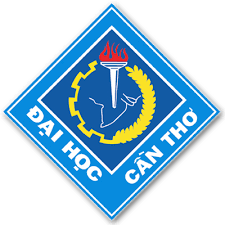 ĐẠI HỌC
CẦN THƠ